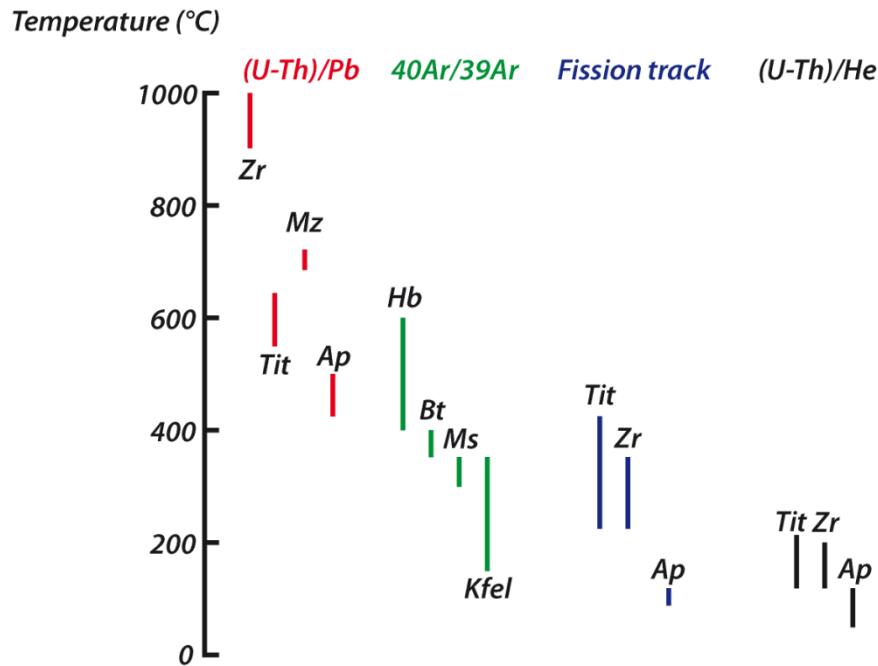 Temperature (°C)
(U-Th)/Pb 40Ar/39Ar Fission track (U-Th)/He
1000
Zr
800
Mz
600
Hb
Tit
Ap
Tit
400
Bt
Ms
Zr
200
Tit Zr
Kfel
Ap
Ap
0